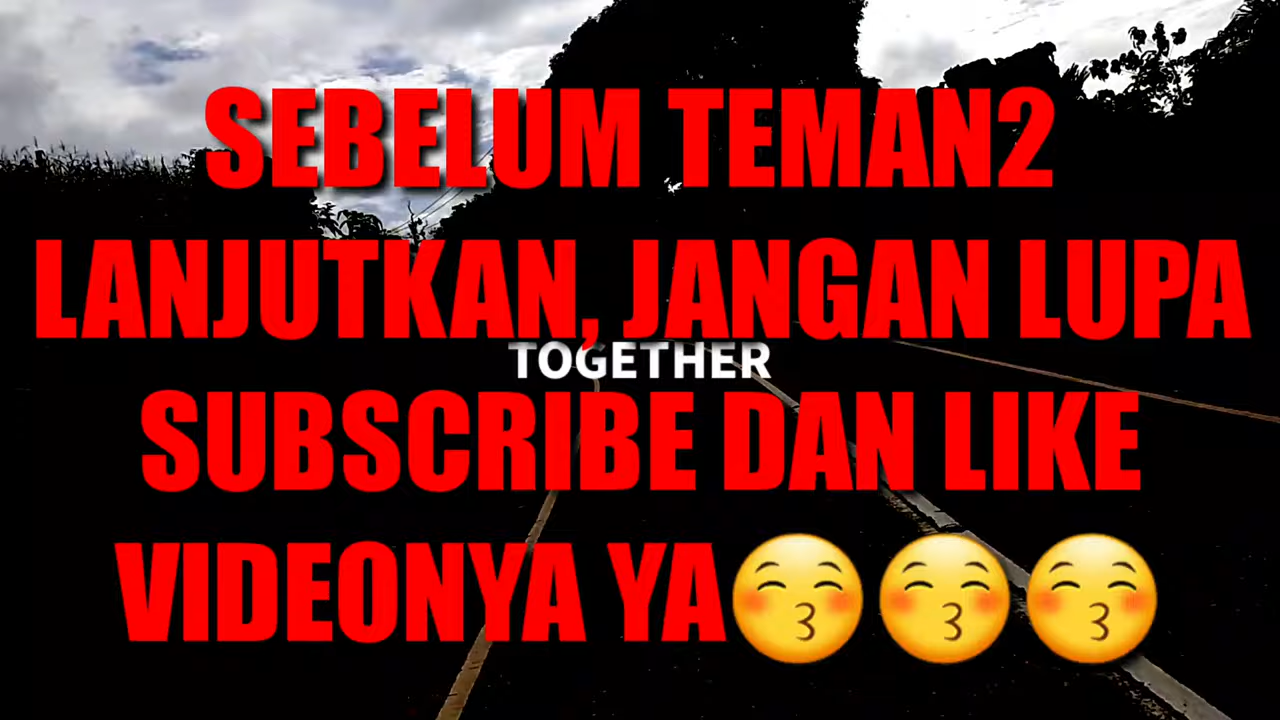 SEBELUM TEMAN2
LANJUTKAN, JANGAN LUPA
TOGETHER
SUBSCRIBE DAN LIKE
VIDEONYA YA😚😚😚